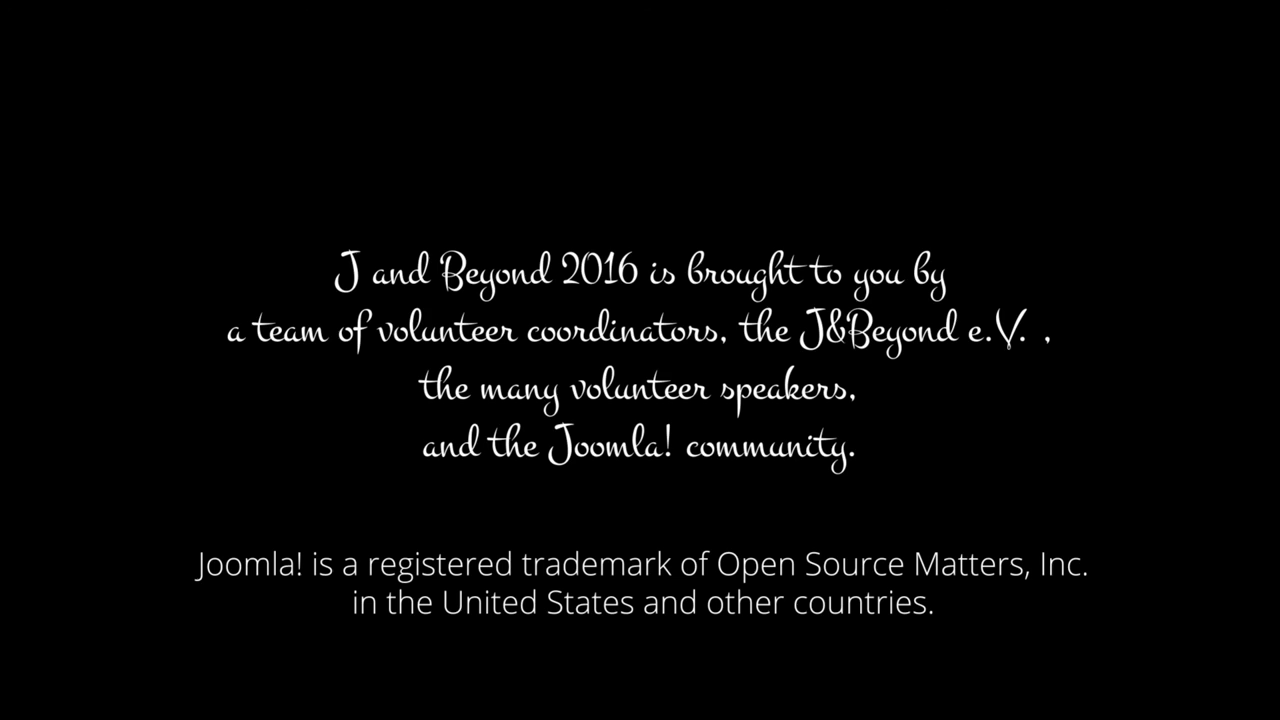 J and Beyond 2016 is brought to you by
a team of volunteer coordinators, the J&Beyond e.V. ,
the many volunteer speakers,
and the Joomla! community.
Joomla! is a registered trademark of Open Source Matters, Inc.
in the United States and other countries.